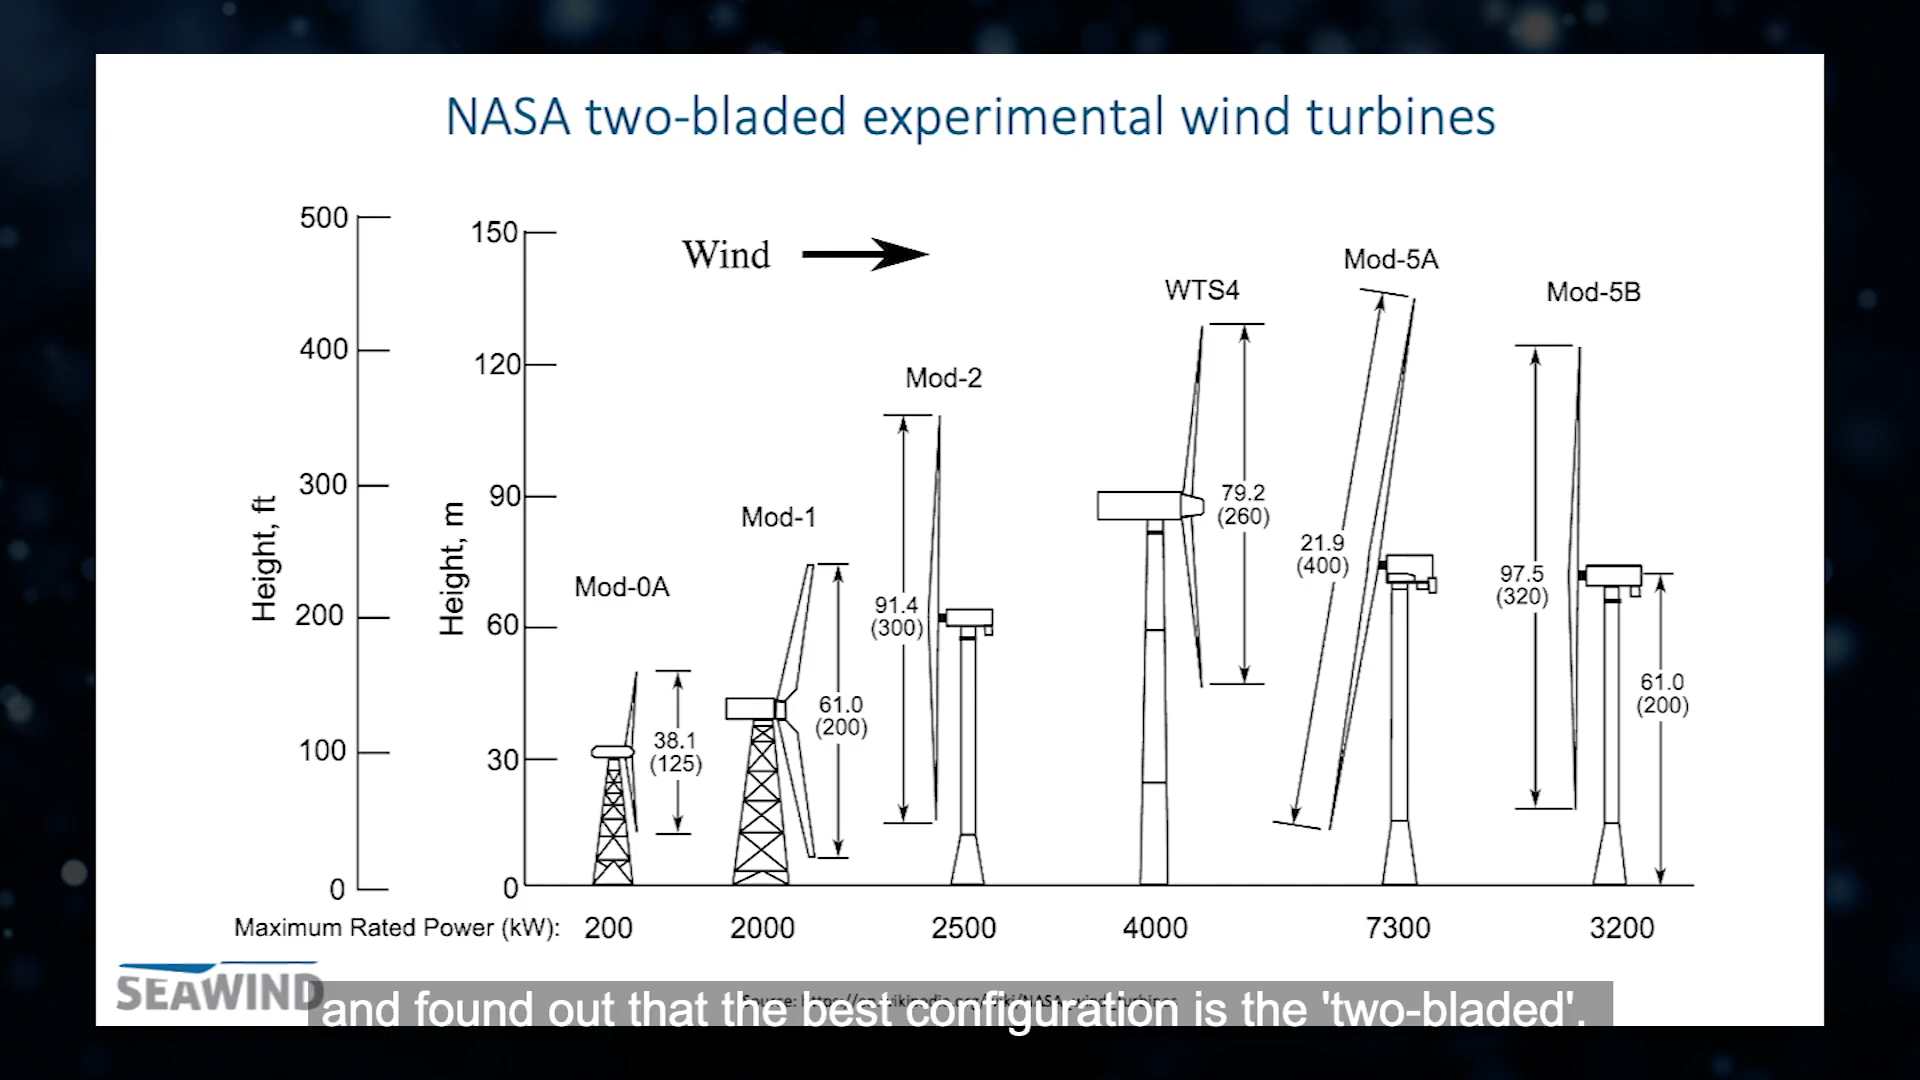 NASA two-bladed experimental wind turbines
500
400
300
200
100
0
Height, ft
150
120
90
60
30
0
Height, m
Wind
Mod-0A
38.1
(125)
Mod-1
61.0
(200)
Mod-2
91.4
(300)
WTS4
79.2
(260)
Mod-5A
21.9
(400)
Mod-5B
97.5
(320)
61.0
(200)
Maximum Rated Power (kW): 200 2000 2500 4000 7300 3200
SEAWIND
and found out that the best configuration is the 'two-bladed'.